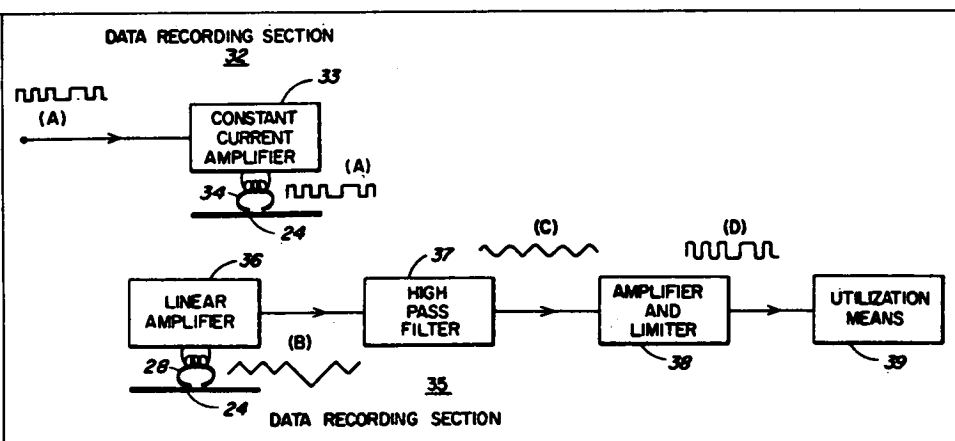 DATA RECORDING SECTION
32
33
(A)
CONSTANT
CURRENT
AMPLIFIER
(A)
34
24
(C)
(D)
36
37
LINEAR
AMPLIFIER
HIGH
PASS
FILTER
AMPLIFIER
AND
LIMITER
UTILIZATION
MEANS
(B)
28
38
39
24
35
DATA RECORDING SECTION